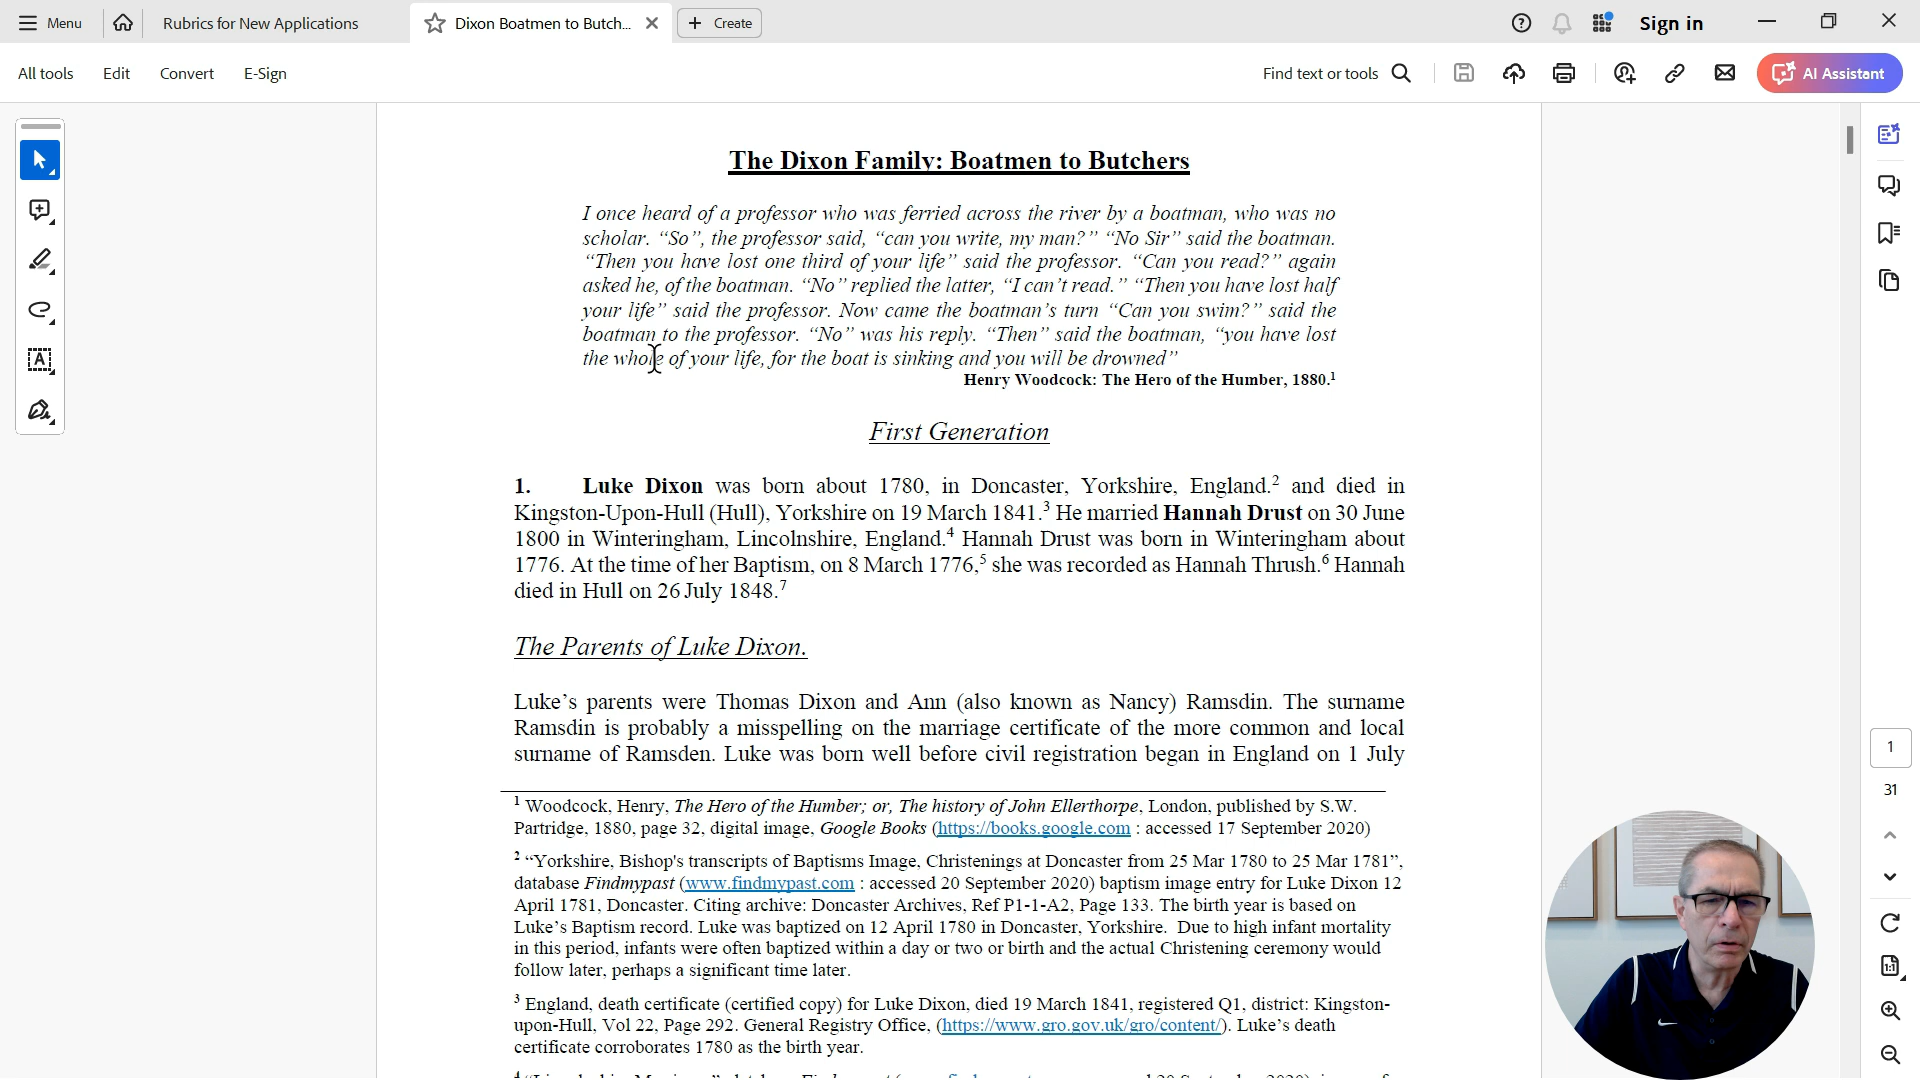 Menu
Rubrics for New Applications
Dixon Boatmen to Butch...
Create
Sign in
All tools
Edit
Convert
E-Sign
Find text or tools
AI Assistant
The Dixon Family: Boatmen to Butchers
I once heard of a professor who was ferried across the river by a boatman, who was no
scholar. “So”, the professor said, “can you write, my man?” “No Sir” said the boatman.
“Then you have lost one third of your life” said the professor. “Can you read?” again
asked he, of the boatman. “No” replied the latter, “I can’t read.” “Then you have lost half
your life” said the professor. Now came the boatman’s turn “Can you swim?” said the
boatman to the professor. “No” was his reply. “Then” said the boatman, “you have lost
the whole of your life, for the boat is sinking and you will be drowned”
Henry Woodcock: The Hero of the Humber, 1880.1
First Generation
1. Luke Dixon was born about 1780, in Doncaster, Yorkshire, England.2 and died in
Kingston-Upon-Hull (Hull), Yorkshire on 19 March 1841.3 He married Hannah Drust on 30 June
1800 in Winteringham, Lincolnshire, England.4 Hannah Drust was born in Winteringham about
1776. At the time of her Baptism, on 8 March 1776,5 she was recorded as Hannah Thrush.6 Hannah
died in Hull on 26 July 1848.7
The Parents of Luke Dixon.
Luke’s parents were Thomas Dixon and Ann (also known as Nancy) Ramsdin. The surname
Ramsdin is probably a misspelling on the marriage certificate of the more common and local
surname of Ramsden. Luke was born well before civil registration began in England on 1 July
1 Woodcock, Henry, The Hero of the Humber; or, The history of John Ellerthorpe, London, published by S.W.
Partridge, 1880, page 32, digital image, Google Books (https://books.google.com : accessed 17 September 2020)
2 “Yorkshire, Bishop's transcripts of Baptisms Image, Christenings at Doncaster from 25 Mar 1780 to 25 Mar 1781”,
database Findmypast (www.findmypast.com : accessed 20 September 2020) baptism image entry for Luke Dixon 12
April 1781, Doncaster. Citing archive: Doncaster Archives, Ref P1-1-A2, Page 133. The birth year is based on
Luke’s Baptism record. Luke was baptized on 12 April 1780 in Doncaster, Yorkshire. Due to high infant mortality
in this period, infants were often baptized within a day or two or birth and the actual Christening ceremony would
follow later, perhaps a significant time later.
3 England, death certificate (certified copy) for Luke Dixon, died 19 March 1841, registered Q1, district: Kingston-
upon-Hull, Vol 22, Page 292. General Registry Office, (https://www.gro.gov.uk/gro/content/). Luke’s death
certificate corroborates 1780 as the birth year.
1
31